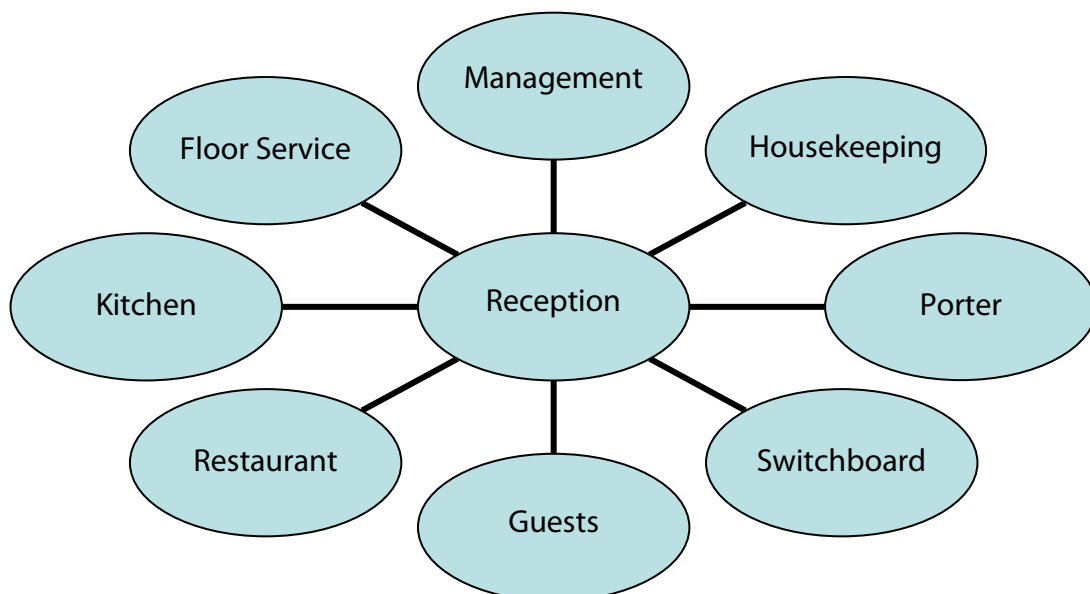 Management
Floor Service
Housekeeping
Kitchen
Reception
Porter
Restaurant
Switchboard
Guests